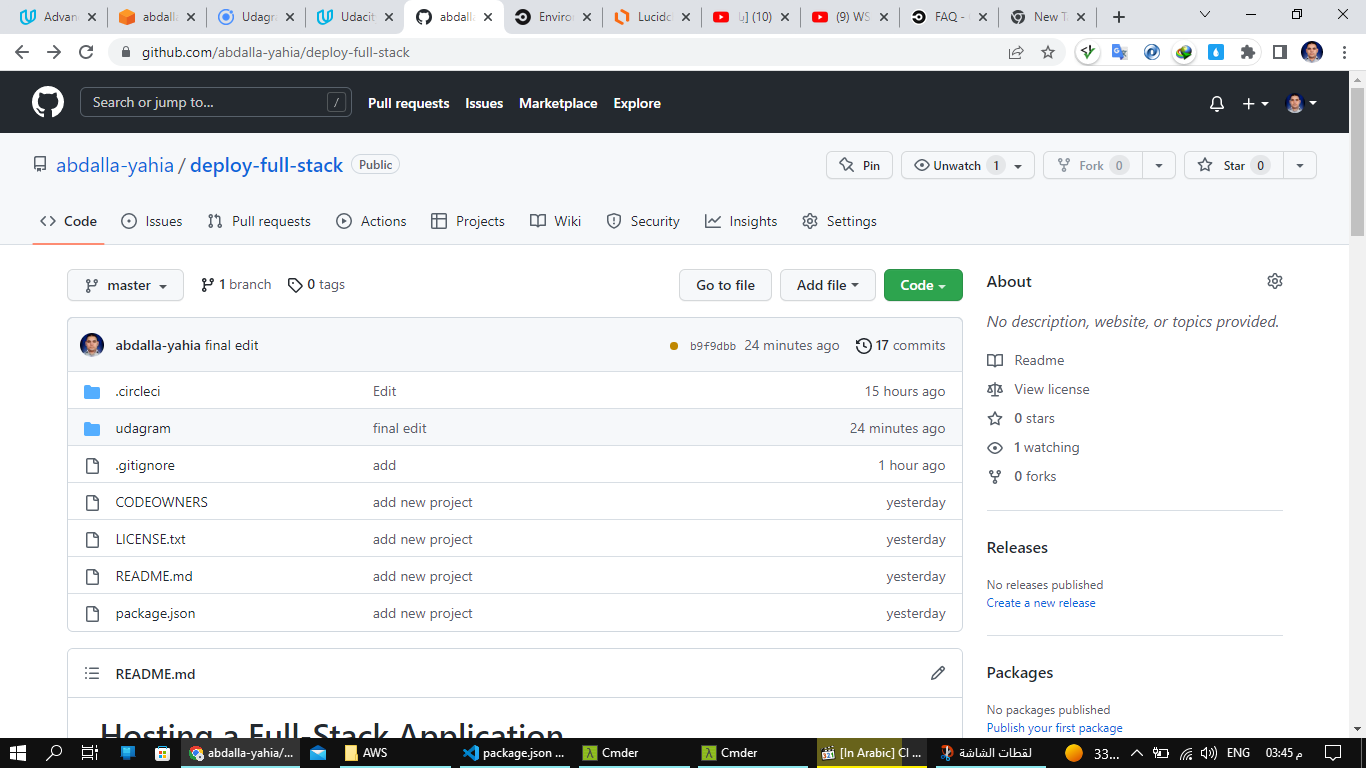 Advan
abdalla
Udagra
Udacit
abdalla
Enviro
Lucidc
(10) [ل
(9) WS
FAQ -
New Ta
github.com/abdalla-yahia/deploy-full-stack
Search or jump to...
/
Pull requests
Issues
Marketplace
Explore
abdalla-yahia / deploy-full-stack
Public
Pin
Unwatch 1
Fork 0
Star 0
Code
Issues
Pull requests
Actions
Projects
Wiki
Security
Insights
Settings
master
1 branch
0 tags
Go to file
Add file
Code
abdalla-yahia final edit
b9f9dbb 24 minutes ago
17 commits
.circleci Edit 15 hours ago
udagram final edit 24 minutes ago
.gitignore add 1 hour ago
CODEOWNERS add new project yesterday
LICENSE.txt add new project yesterday
README.md add new project yesterday
package.json add new project yesterday
README.md
Hosting a Full-Stack Application
About
No description, website, or topics provided.
Readme
View license
0 stars
1 watching
0 forks
Releases
No releases published
Create a new release
Packages
No packages published
Publish your first package
abdalla-yahia/...
AWS
package.json ...
Cmder
Cmder
[In Arabic] CI ...
لقطات الشاشة
33...
ENG
03:45 م